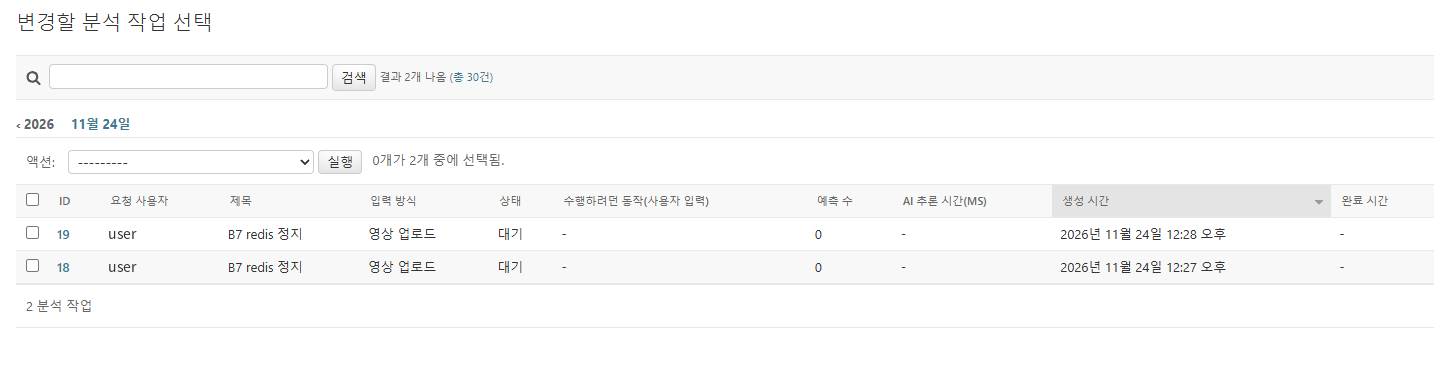 변경할 분석 작업 선택
검색 결과 2개 나옴 (총 30건)
‹ 2026 11월 24일
액션: --------- 실행 0개가 2개 중에 선택됨.
ID 요청 사용자 제목 입력 방식 상태 수행하려던 동작(사용자 입력) 예측 수 AI 추론 시간(MS) 생성 시간 완료 시간
19 user B7 redis 정지 영상 업로드 대기 - 0 - 2026년 11월 24일 12:28 오후 -
18 user B7 redis 정지 영상 업로드 대기 - 0 - 2026년 11월 24일 12:27 오후 -
2 분석 작업